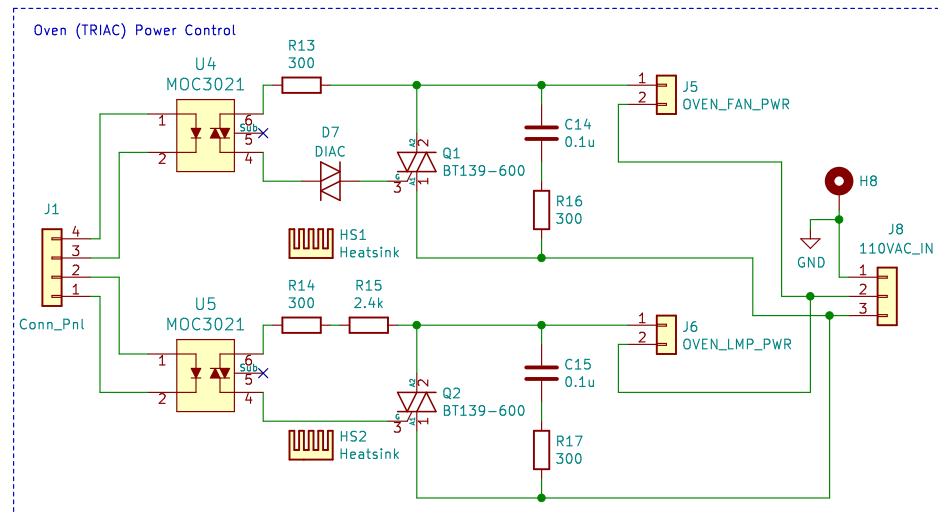 Oven (TRIAC) Power Control
R13
300
U4
MOC3021
1
2
6
Sub
5
4
D7
DIAC
A2
2
G
3
A1
1
Q1
BT139-600
C14
0.1u
R16
300
1
2
J5
OVEN_FAN_PWR
H8
GND
J8
110VAC_IN
1
2
3
J1
4
3
2
1
Conn_Pnl
HS1
Heatsink
R14
300
R15
2.4k
U5
MOC3021
1
2
6
Sub
5
4
A2
2
G
3
A1
1
Q2
BT139-600
HS2
Heatsink
C15
0.1u
R17
300
1
2
J6
OVEN_LMP_PWR